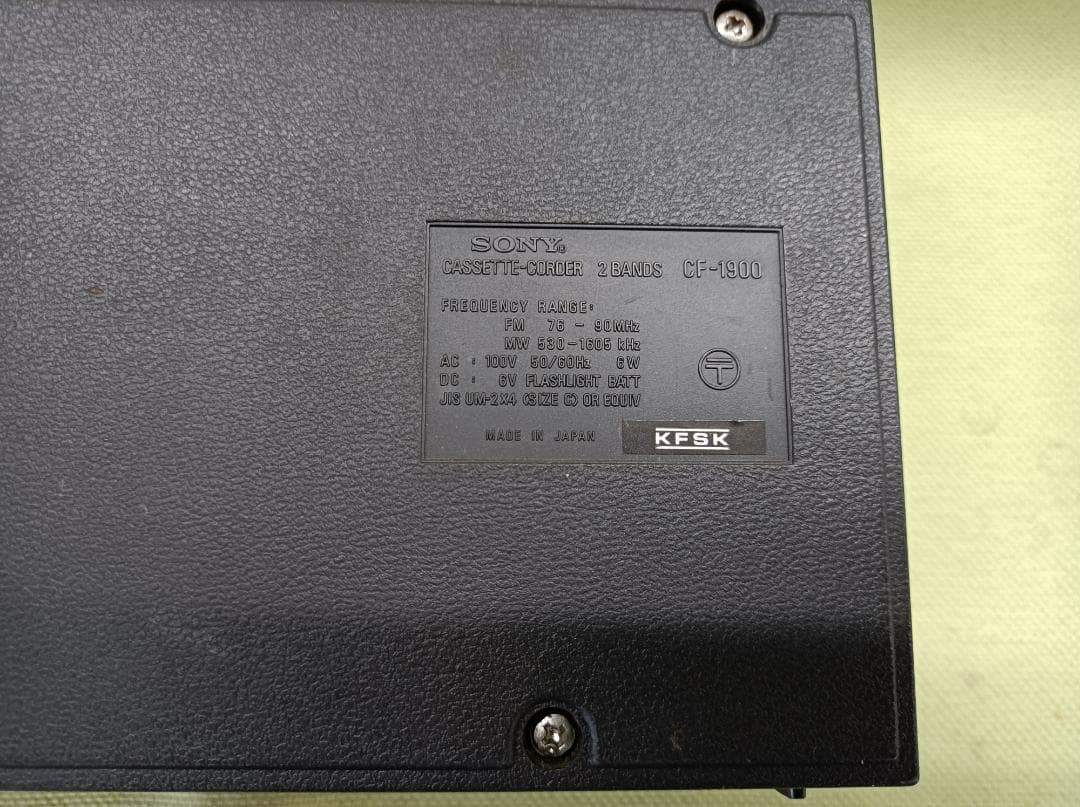 SONY®
CASSETTE-CORDER 2 BANDS CF-1900
FREQUENCY RANGE:
FM 76 - 90MHz
MW 530-1605 kHz
AC : 100V 50/60Hz 6W
DC : 6V FLASHLIGHT BATT
JIS UM-2X4 (SIZE C) OR EQUIV
MADE IN JAPAN KFSK